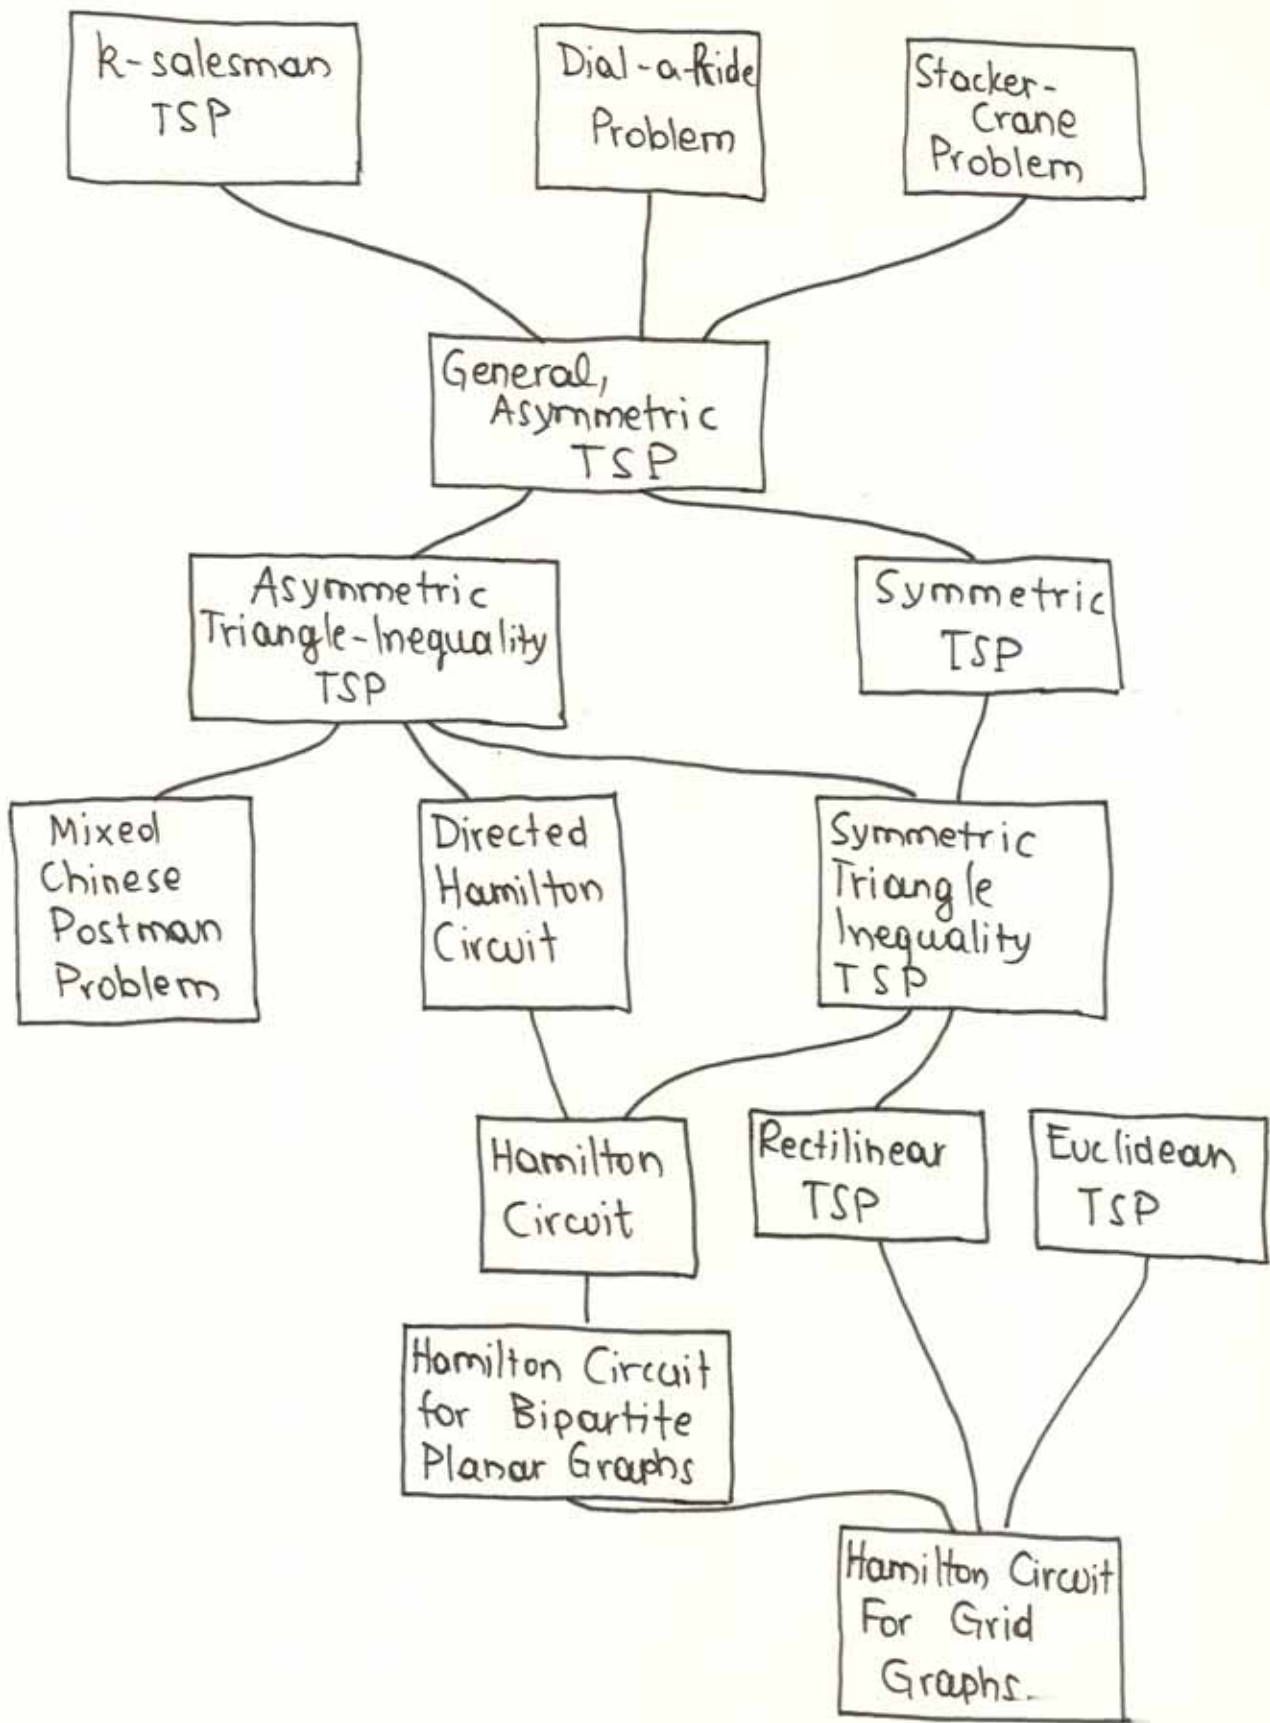 k-salesman
TSP
Dial-a-Ride
Problem
Stacker-
Crane
Problem
General,
Asymmetric
TSP
Asymmetric
Triangle-Inequality
TSP
Symmetric
TSP
Mixed
Chinese
Postman
Problem
Directed
Hamilton
Circuit
Symmetric
Triangle
Inequality
TSP
Hamilton
Circuit
Rectilinear
TSP
Euclidean
TSP
Hamilton Circuit
for Bipartite
Planar Graphs
Hamilton Circuit
For Grid
Graphs.